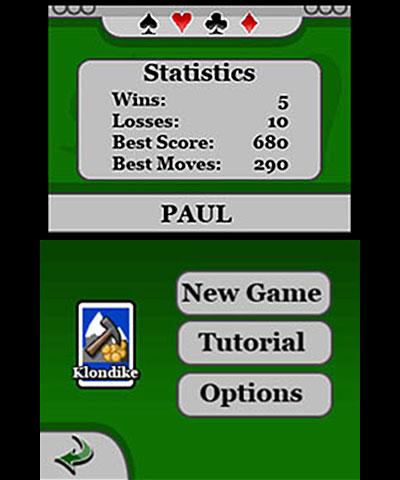 Statistics
Wins: 5
Losses: 10
Best Score: 680
Best Moves: 290
PAUL
New Game
Klondike
Tutorial
Options